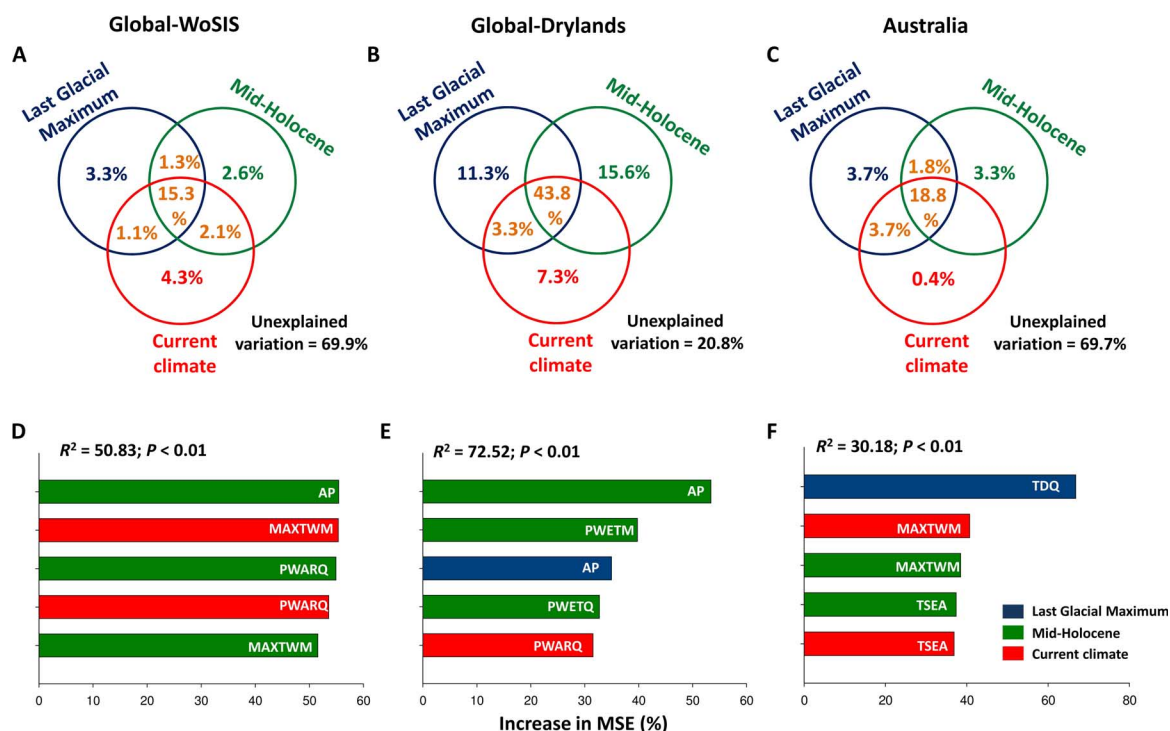 Global-WoSIS
Global-Drylands
Australia
A
Last Glacial
Maximum
Mid-Holocene
3.3%
1.3%
2.6%
15.3
%
1.1%
2.1%
4.3%
Current
climate
Unexplained
variation = 69.9%
B
Last Glacial
Maximum
Mid-Holocene
11.3%
15.6%
43.8
%
3.3%
7.3%
Current
climate
Unexplained
variation = 20.8%
C
Last Glacial
Maximum
Mid-Holocene
3.7%
1.8%
3.3%
18.8
%
3.7%
0.4%
Current
climate
Unexplained
variation = 69.7%
D
R² = 50.83; P < 0.01
AP
MAXTWM
PWARQ
PWARQ
MAXTWM
0 10 20 30 40 50 60
E
R² = 72.52; P < 0.01
AP
PWETM
AP
PWETQ
PWARQ
0 10 20 30 40 50 60
Increase in MSE (%)
F
R² = 30.18; P < 0.01
TDQ
MAXTWM
MAXTWM
TSEA
TSEA
0 20 40 60 80
Last Glacial Maximum
Mid-Holocene
Current climate